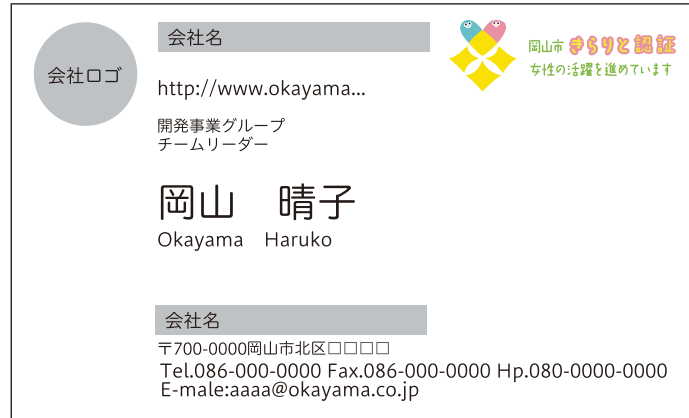 会社ロゴ
会社名
岡山市 きらりと認証
女性の活躍を進めています
http://www.okayama...
開発事業グループ
チームリーダー
岡山 晴子
Okayama Haruko
会社名
〒700-0000岡山市北区□□□□
Tel.086-000-0000 Fax.086-000-0000 Hp.080-0000-0000
E-male:aaaa@okayama.co.jp